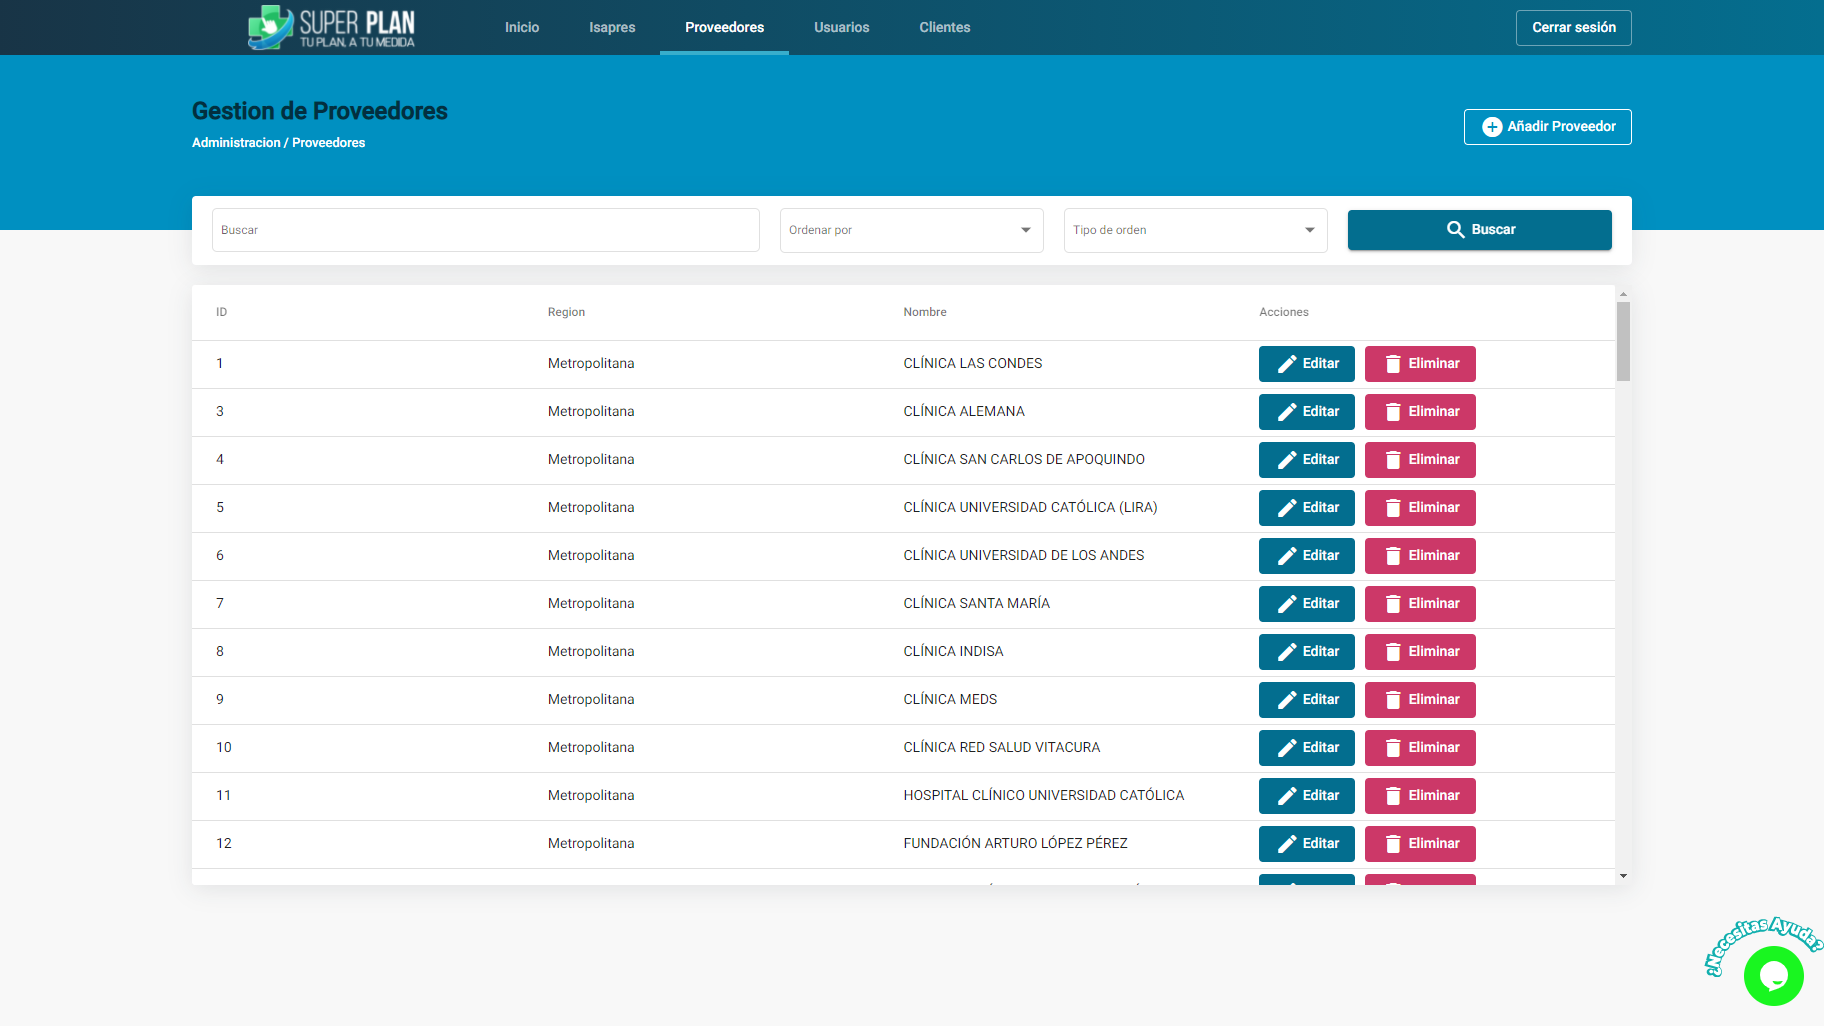 SUPER PLAN
TU PLAN, A TU MEDIDA
Inicio
Isapres
Proveedores
Usuarios
Clientes
Cerrar sesión
Gestion de Proveedores
Administracion / Proveedores
Añadir Proveedor
Buscar
Ordenar por
Tipo de orden
Buscar
ID Region Nombre Acciones
1 Metropolitana CLÍNICA LAS CONDES Editar Eliminar
3 Metropolitana CLÍNICA ALEMANA Editar Eliminar
4 Metropolitana CLÍNICA SAN CARLOS DE APOQUINDO Editar Eliminar
5 Metropolitana CLÍNICA UNIVERSIDAD CATÓLICA (LIRA) Editar Eliminar
6 Metropolitana CLÍNICA UNIVERSIDAD DE LOS ANDES Editar Eliminar
7 Metropolitana CLÍNICA SANTA MARÍA Editar Eliminar
8 Metropolitana CLÍNICA INDISA Editar Eliminar
9 Metropolitana CLÍNICA MEDS Editar Eliminar
10 Metropolitana CLÍNICA RED SALUD VITACURA Editar Eliminar
11 Metropolitana HOSPITAL CLÍNICO UNIVERSIDAD CATÓLICA Editar Eliminar
12 Metropolitana FUNDACIÓN ARTURO LÓPEZ PÉREZ Editar Eliminar
¿Necesitas Ayuda?